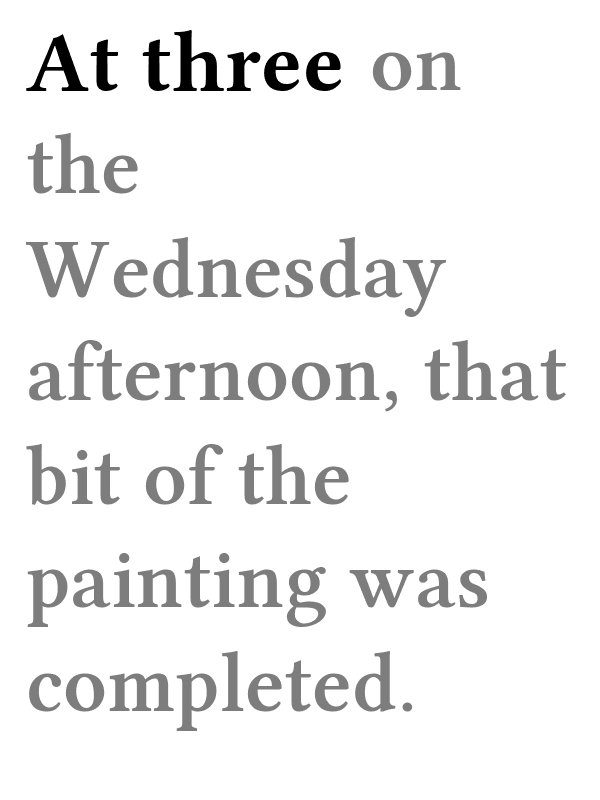 At three on
the
Wednesday
afternoon, that
bit of the
painting was
completed.